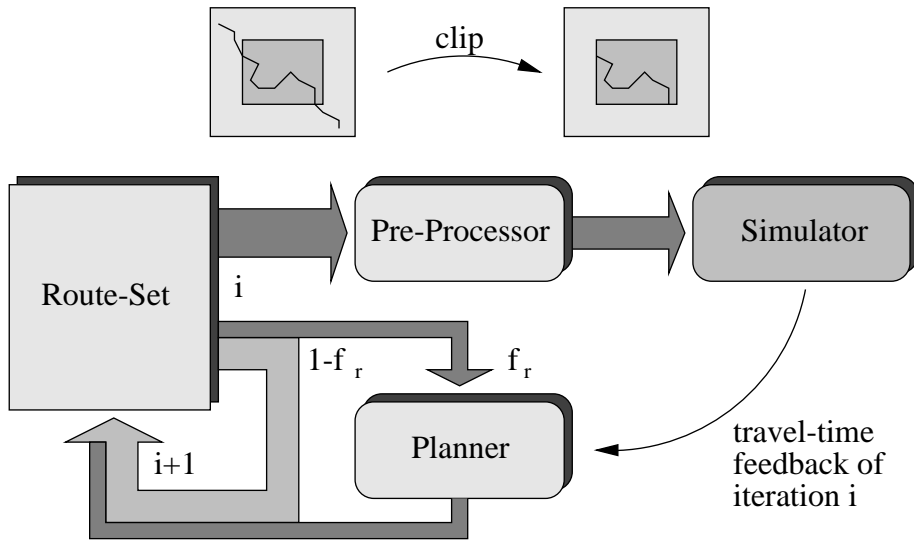 clip
Pre-Processor
Simulator
Route-Set
i
1-f r
f r
Planner
i+1
travel-time
feedback of
iteration i